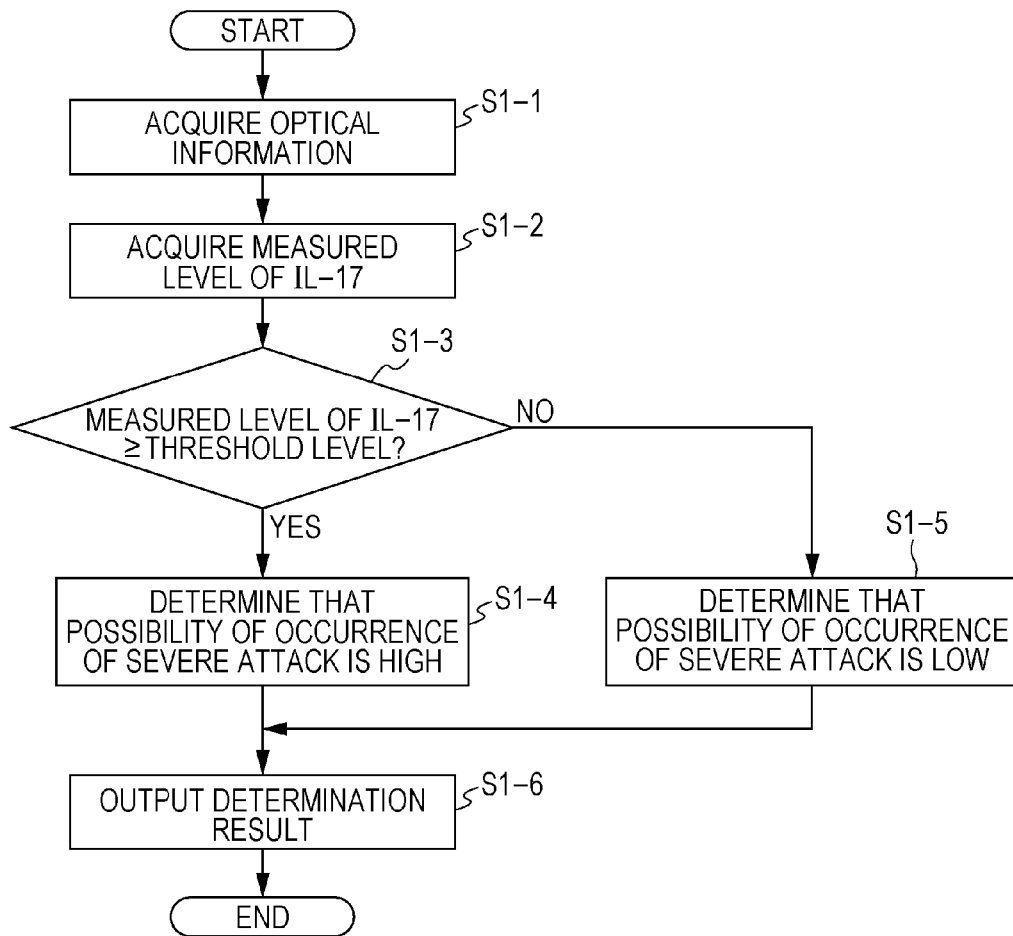 START
S1-1
ACQUIRE OPTICAL
INFORMATION
S1-2
ACQUIRE MEASURED
LEVEL OF IL-17
S1-3
MEASURED LEVEL OF IL-17
≥ THRESHOLD LEVEL?
NO
YES
S1-4
DETERMINE THAT
POSSIBILITY OF OCCURRENCE
OF SEVERE ATTACK IS HIGH
S1-5
DETERMINE THAT
POSSIBILITY OF OCCURRENCE
OF SEVERE ATTACK IS LOW
S1-6
OUTPUT DETERMINATION
RESULT
END